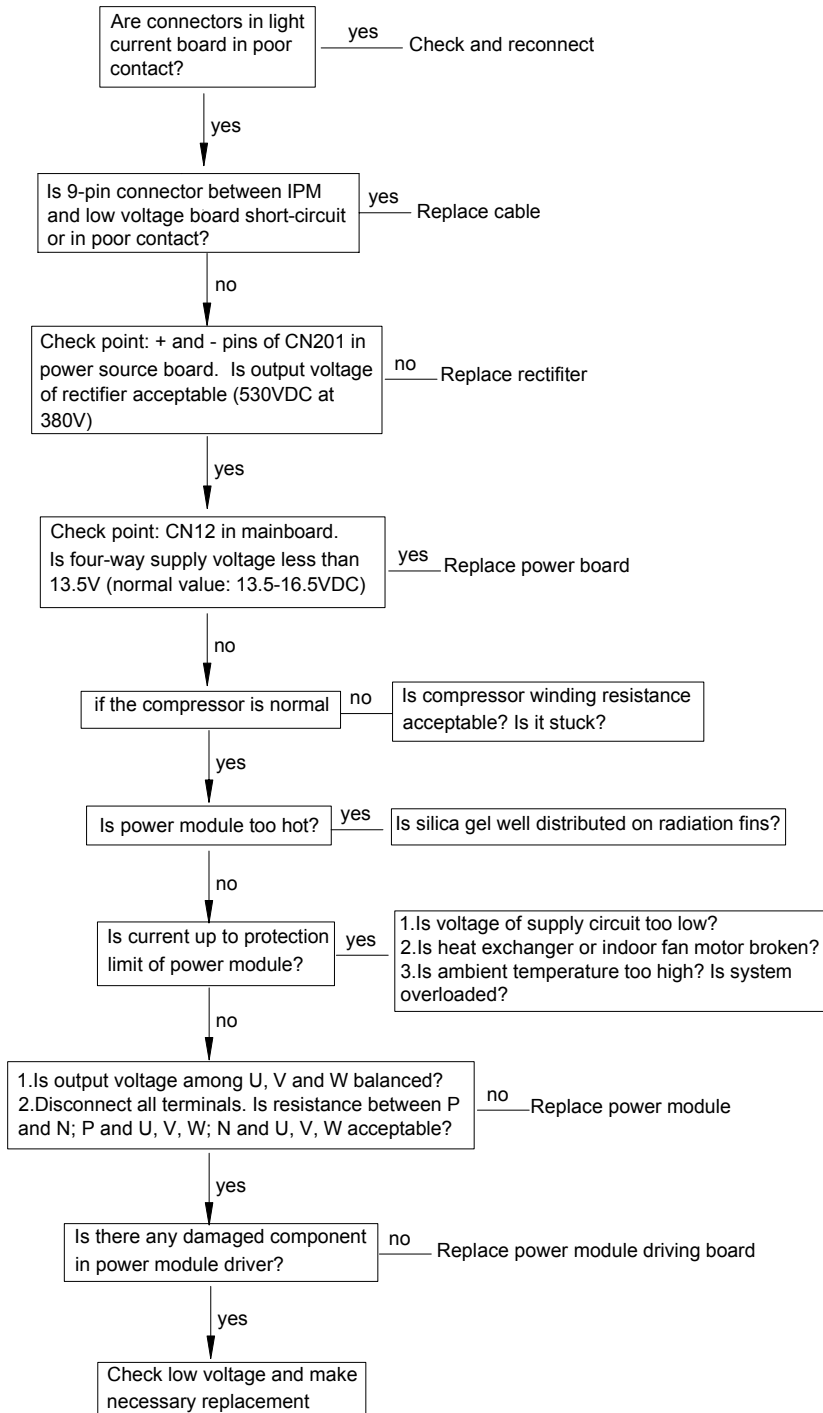 Are connectors in light
current board in poor
contact?
yes
Check and reconnect
yes
Is 9-pin connector between IPM
and low voltage board short-circuit
or in poor contact?
yes
Replace cable
no
Check point: + and - pins of CN201 in
power source board.  Is output voltage
of rectifier acceptable (530VDC at
380V)
no
Replace rectifiter
yes
Check point: CN12 in mainboard.
Is four-way supply voltage less than
13.5V (normal value: 13.5-16.5VDC)
yes
Replace power board
no
if the compressor is normal
no
Is compressor winding resistance
acceptable? Is it stuck?
yes
Is power module too hot?
yes
Is silica gel well distributed on radiation fins?
no
Is current up to protection
limit of power module?
yes
1.Is voltage of supply circuit too low?
2.Is heat exchanger or indoor fan motor broken?
3.Is ambient temperature too high? Is system
overloaded?
no
1.Is output voltage among U, V and W balanced?
2.Disconnect all terminals. Is resistance between P
and N; P and U, V, W; N and U, V, W acceptable?
no
Replace power module
yes
Is there any damaged component
in power module driver?
no
Replace power module driving board
yes
Check low voltage and make
necessary replacement